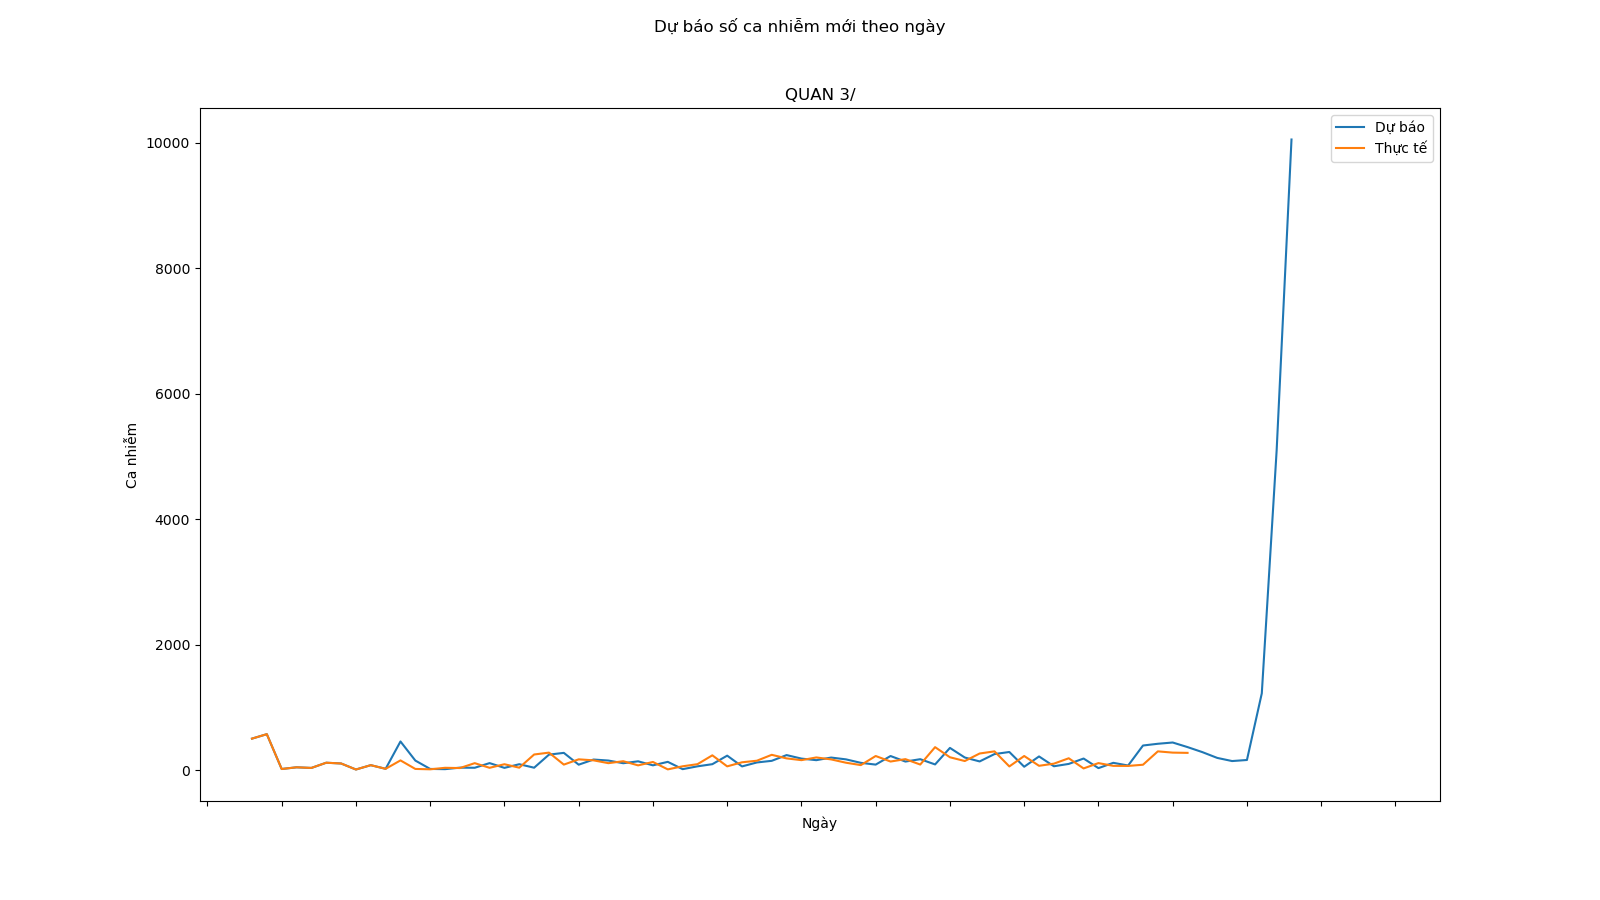 Dự báo số ca nhiễm mới theo ngày
QUAN 3/
Dự báo
Thực tế
10000
8000
6000
4000
2000
0
Ca nhiễm
Ngày